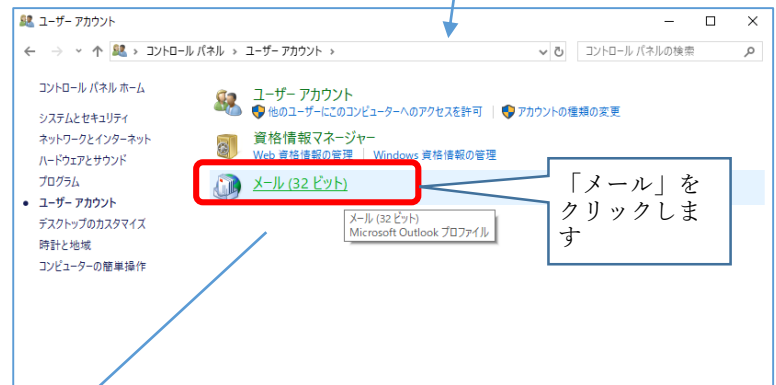 ユーザー アカウント
コントロール パネル › ユーザー アカウント ›
コントロール パネルの検索
コントロール パネル ホーム
システムとセキュリティ
ネットワークとインターネット
ハードウェアとサウンド
プログラム
ユーザー アカウント
デスクトップのカスタマイズ
時計と地域
コンピューターの簡単操作
ユーザー アカウント
他のユーザーにこのコンピューターへのアクセスを許可 | アカウントの種類の変更
資格情報マネージャー
Web 資格情報の管理 | Windows 資格情報の管理
メール (32 ビット)
メール (32 ビット)
Microsoft Outlook プロファイル
「メール」を
クリックしま
す